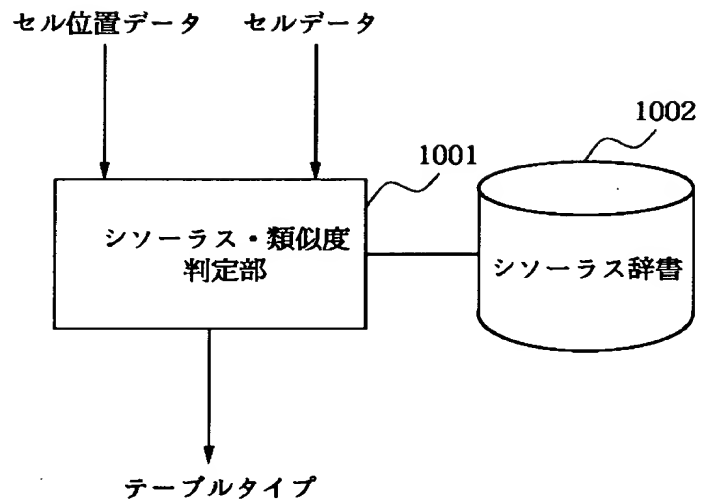 セル位置データ
セルデータ
1002
1001
シソーラス・類似度
判定部
シソーラス辞書
テーブルタイプ